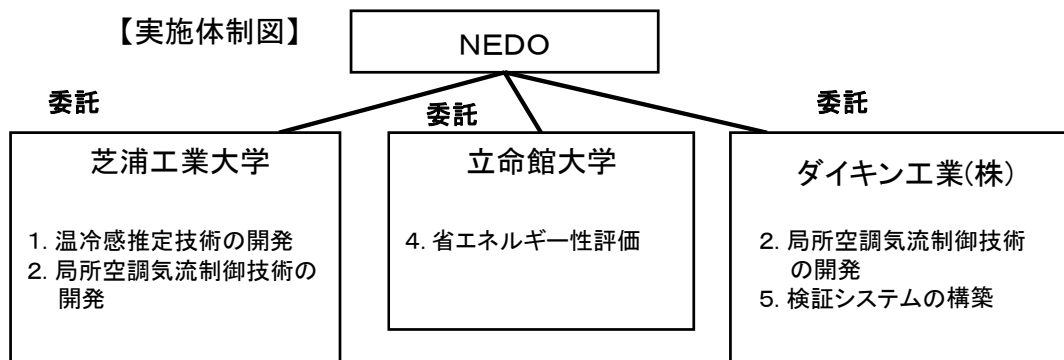 【実施体制図】
NEDO
委託
委託
委託
芝浦工業大学
1. 温冷感推定技術の開発
2. 局所空調気流制御技術の
開発
立命館大学
4. 省エネルギー性評価
ダイキン工業(株)
2. 局所空調気流制御技術
の開発
5. 検証システムの構築